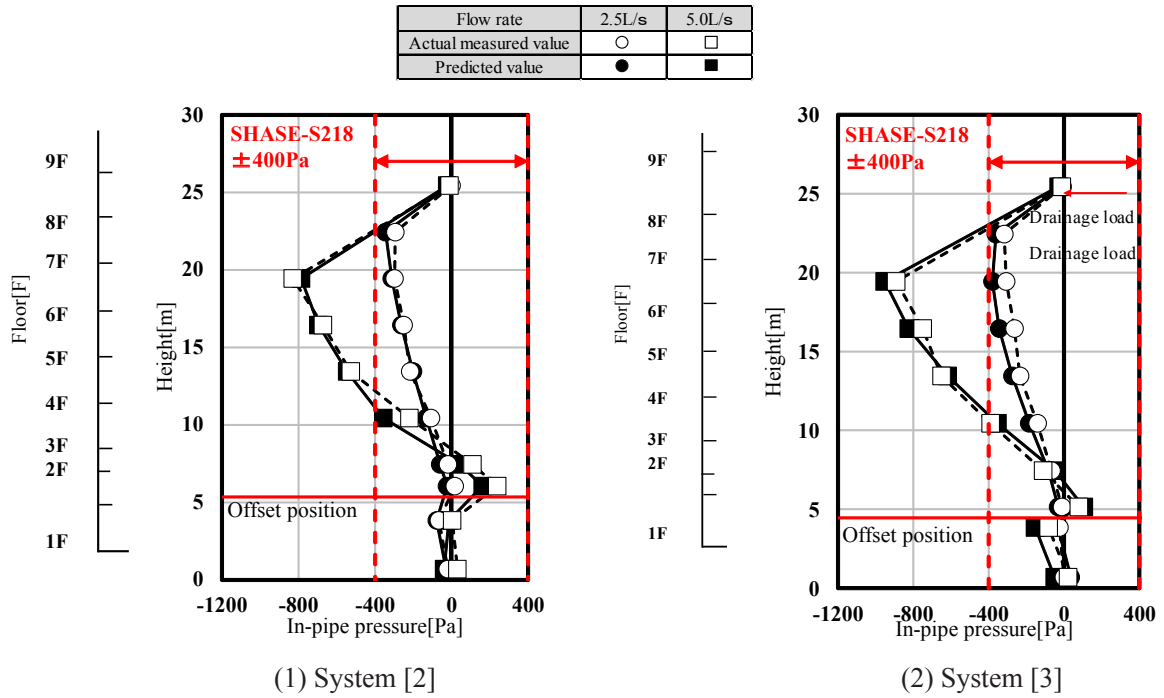 Flow rate 2.5L/s 5.0L/s
Actual measured value
Predicted value
SHASE-S218
±400Pa
Floor[F]
9F
8F
7F
6F
5F
4F
3F
2F
1F
Height[m]
30
25
20
15
10
5
0
Offset position
-1200 -800 -400 0 400
In-pipe pressure[Pa]
(1) System [2]
SHASE-S218
±400Pa
Drainage load
Drainage load
Floor[F]
9F
8F
7F
6F
5F
4F
3F
2F
1F
Height[m]
30
25
20
15
10
5
0
Offset position
-1200 -800 -400 0 400
In-pipe pressure[Pa]
(2) System [3]